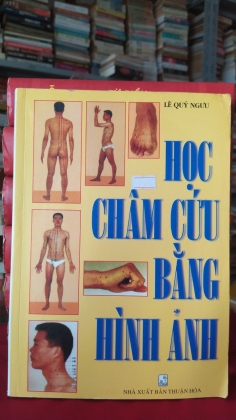 LÊ QUÝ NGƯU
HỌC
CHÂM CỨU
BẰNG
HÌNH ẢNH
NHÀ XUẤT BẢN THUẬN HÓA